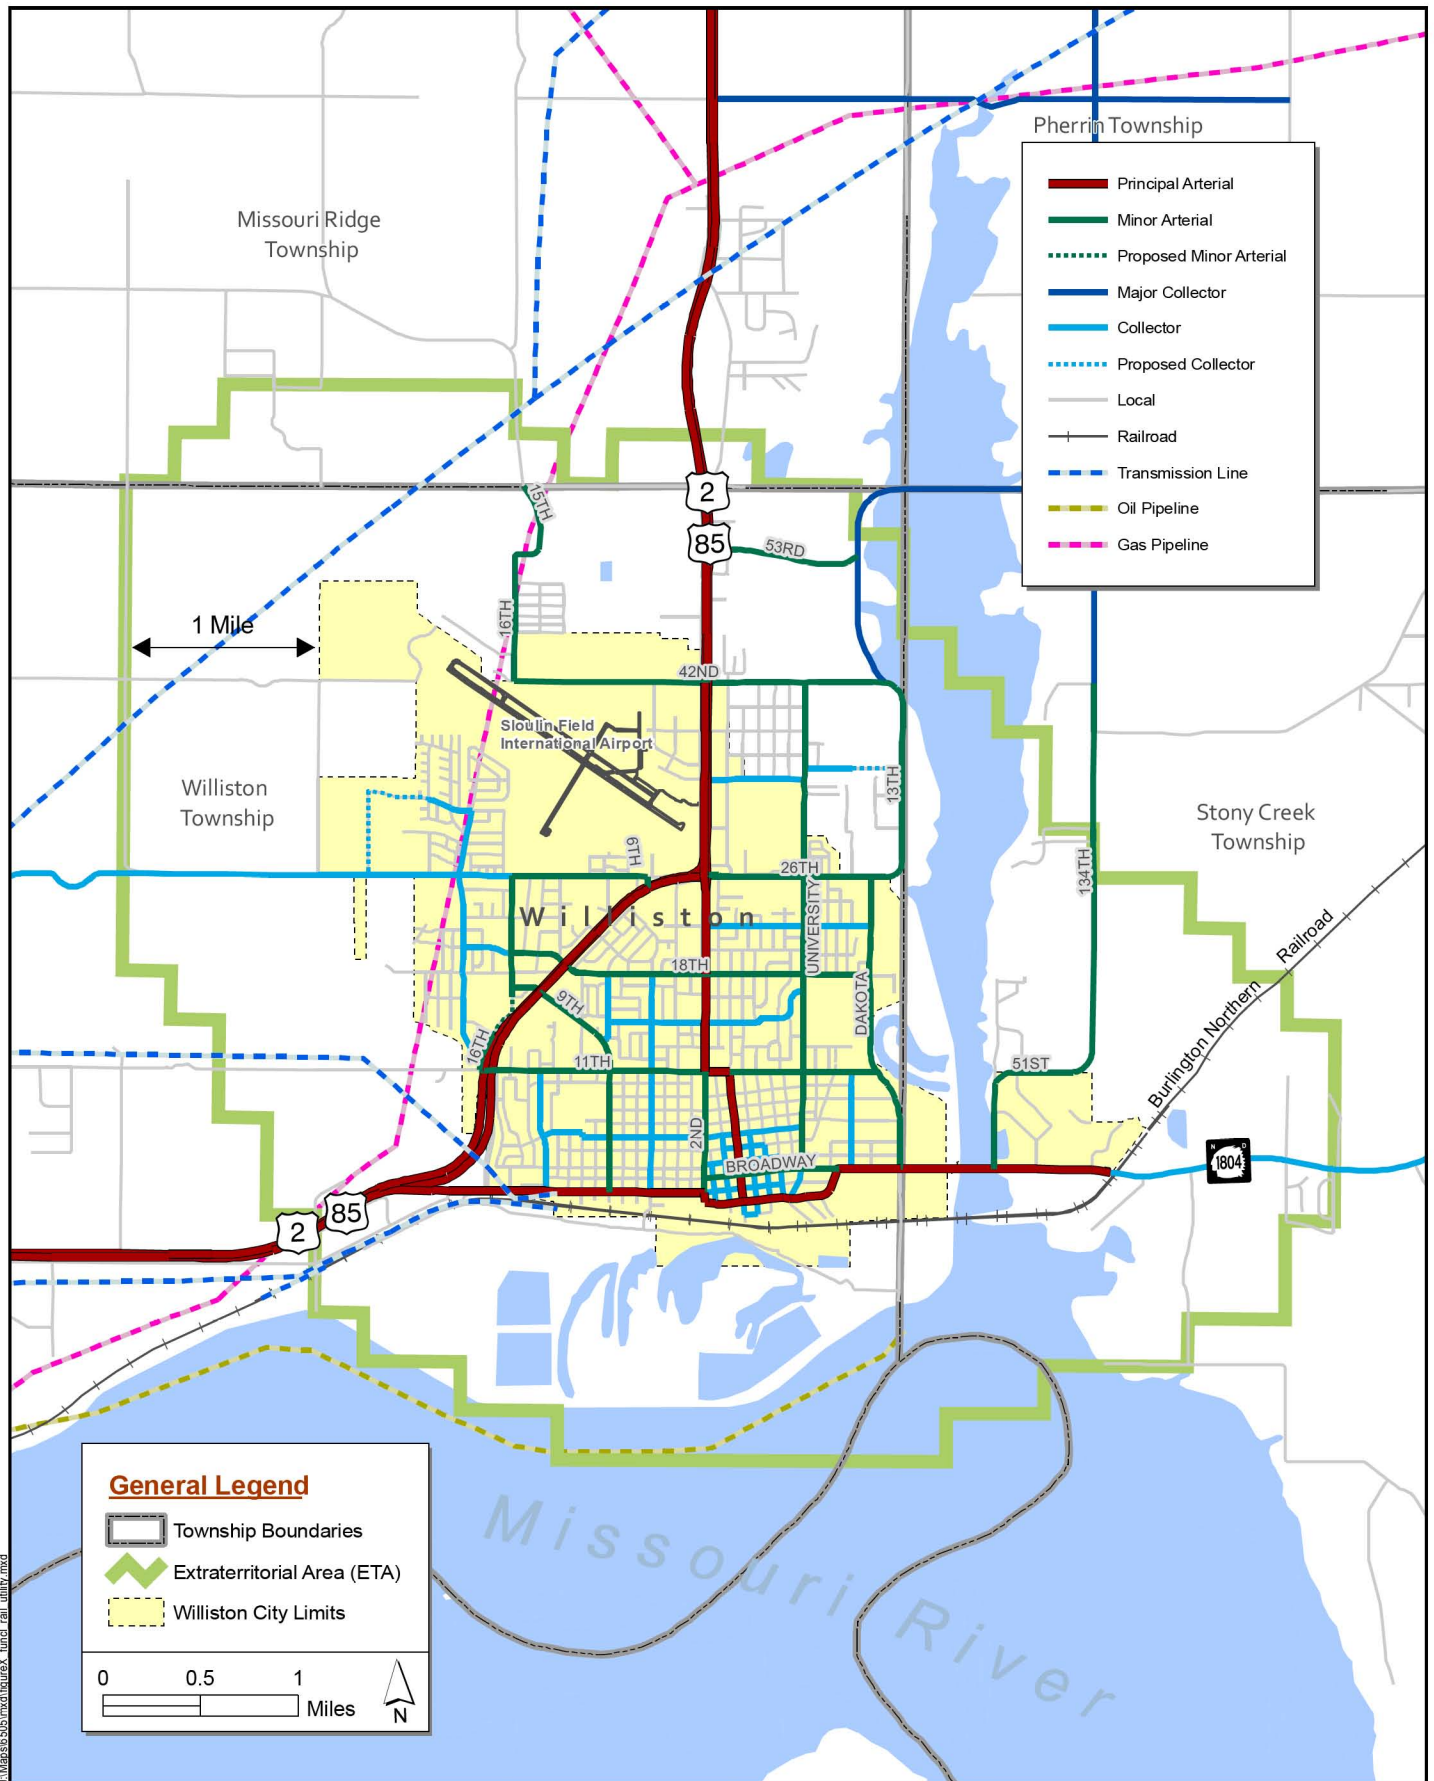 Pherrin Township
Principal Arterial
Minor Arterial
Proposed Minor Arterial
Major Collector
Collector
Proposed Collector
Local
Railroad
Transmission Line
Oil Pipeline
Gas Pipeline
Missouri Ridge
Township
2
85
15TH
53RD
16TH
1 Mile
42ND
Sloulin Field
International Airport
13TH
Williston
Township
Stony Creek
Township
6TH
26TH
134TH
Williston
UNIVERSITY
18TH
Burlington Northern Railroad
9TH
DAKOTA
16TH
11TH
51ST
2ND
BROADWAY
N D
1804
85
2
General Legend
Township Boundaries
Extraterritorial Area (ETA)
Williston City Limits
0 0.5 1
Miles
N
Missouri River